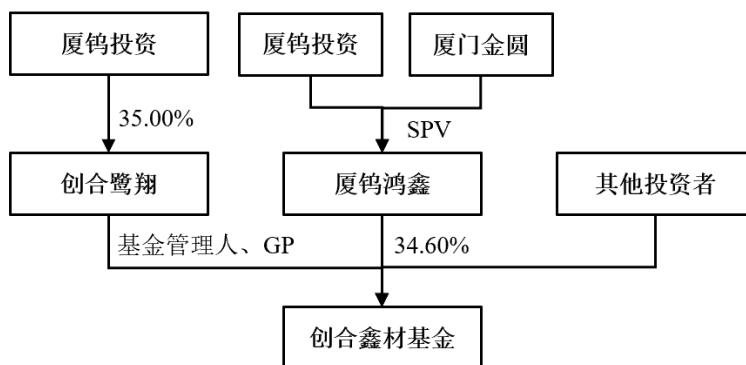 厦钨投资
厦钨投资
厦门金圆
35.00%
SPV
创合鹭翔
厦钨鸿鑫
其他投资者
基金管理人、GP
34.60%
创合鑫材基金